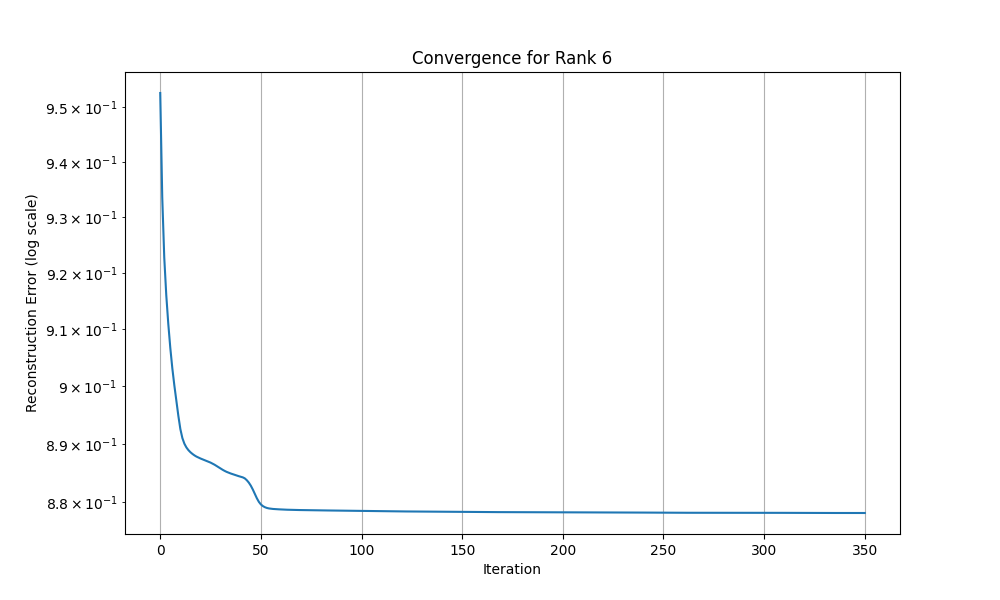 Convergence for Rank 6
Reconstruction Error (log scale)
9.5 × 10⁻¹
9.4 × 10⁻¹
9.3 × 10⁻¹
9.2 × 10⁻¹
9.1 × 10⁻¹
9 × 10⁻¹
8.9 × 10⁻¹
8.8 × 10⁻¹
0 50 100 150 200 250 300 350
Iteration